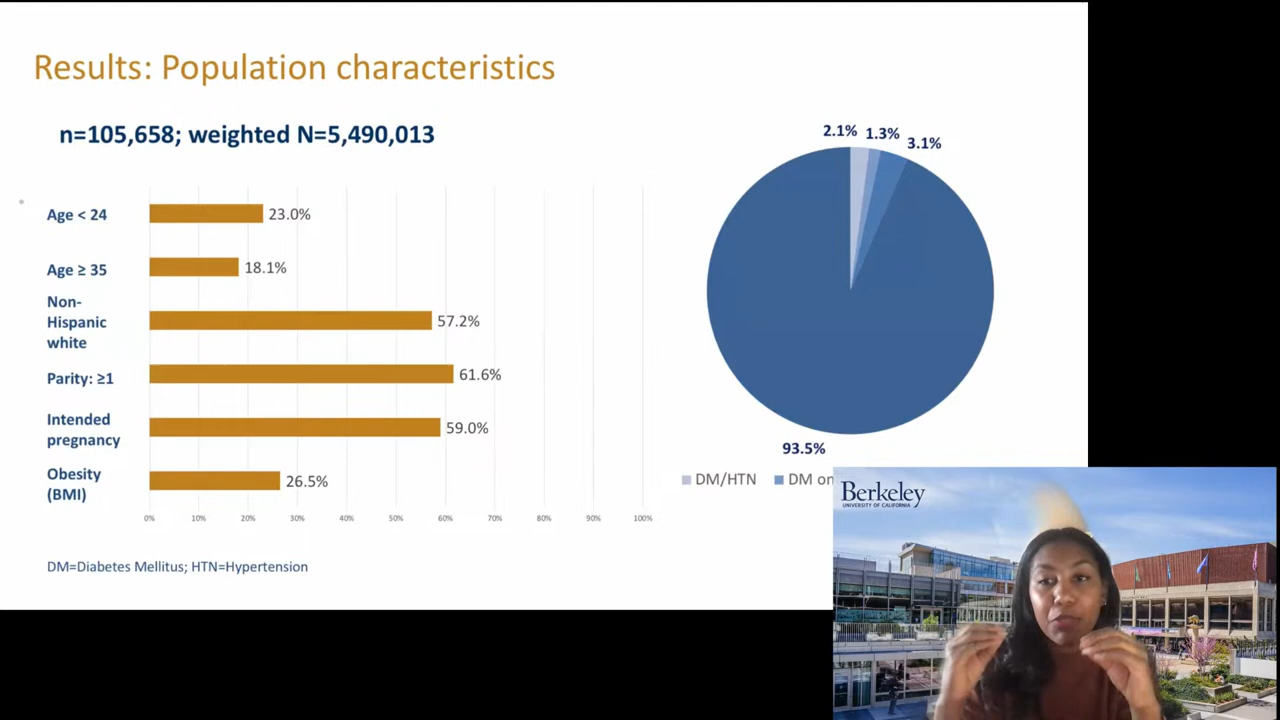 Results: Population characteristics
n=105,658; weighted N=5,490,013
Age < 24
23.0%
Age ≥ 35
18.1%
Non-
Hispanic
white
57.2%
Parity: ≥1
61.6%
Intended
pregnancy
59.0%
Obesity
(BMI)
26.5%
0% 10% 20% 30% 40% 50% 60% 70% 80% 90% 100%
DM=Diabetes Mellitus; HTN=Hypertension
2.1% 1.3% 3.1%
93.5%
DM/HTN DM on
Berkeley
UNIVERSITY OF CALIFORNIA